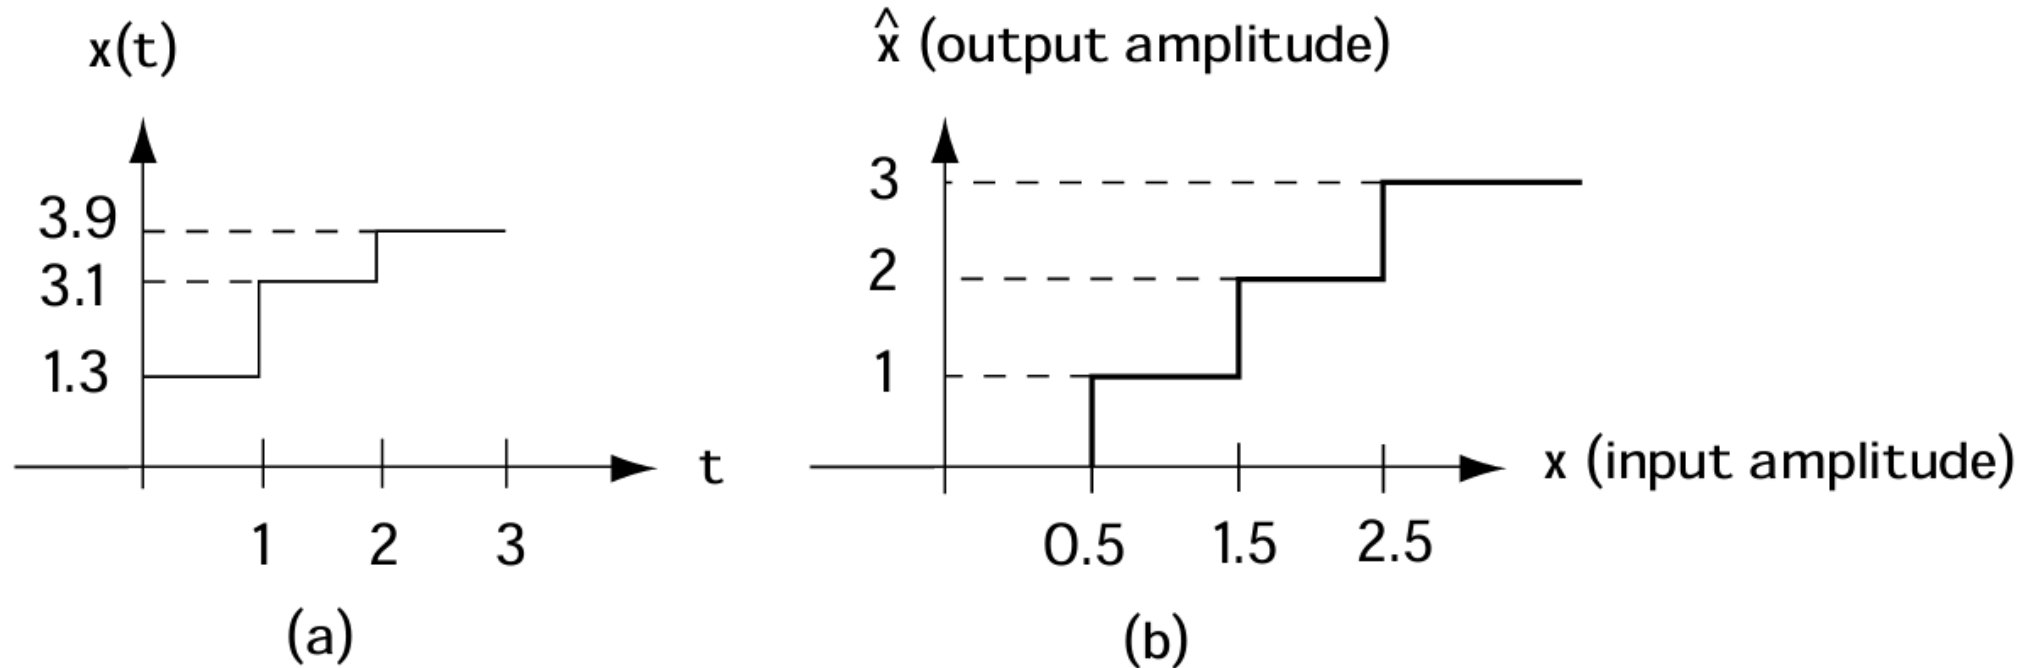 x(t)
3.9
3.1
1.3
t
1 2 3
(a)
x̂ (output amplitude)
3
2
1
x (input amplitude)
0.5 1.5 2.5
(b)